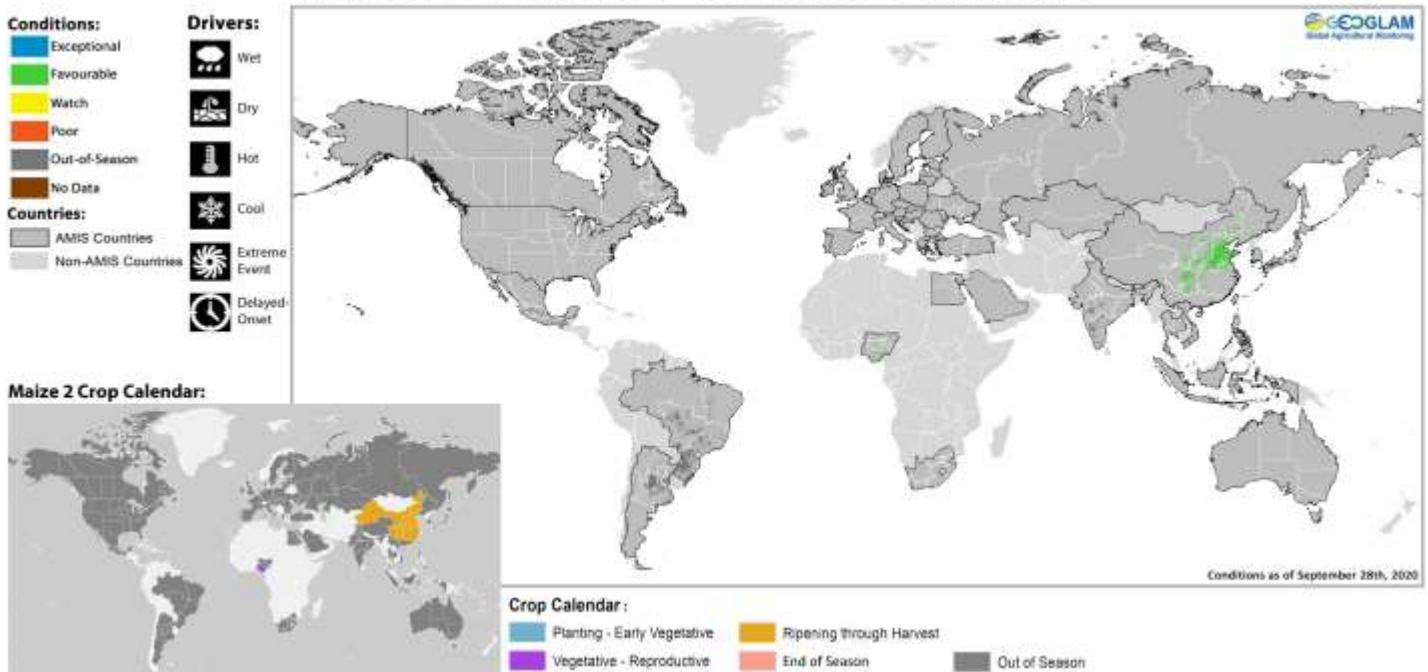 Conditions:
Exceptional
Favourable
Watch
Poor
Out-of-Season
No Data
Countries:
AMIS Countries
Non-AMIS Countries
Drivers:
Wet
Dry
Hot
Cool
Extreme
Event
Delayed-
Onset
GEOGLAM
Global Agricultural Monitoring
Conditions as of September 28th, 2020
Maize 2 Crop Calendar:
Crop Calendar :
Planting - Early Vegetative
Ripening through Harvest
Vegetative - Reproductive
End of Season
Out of Season